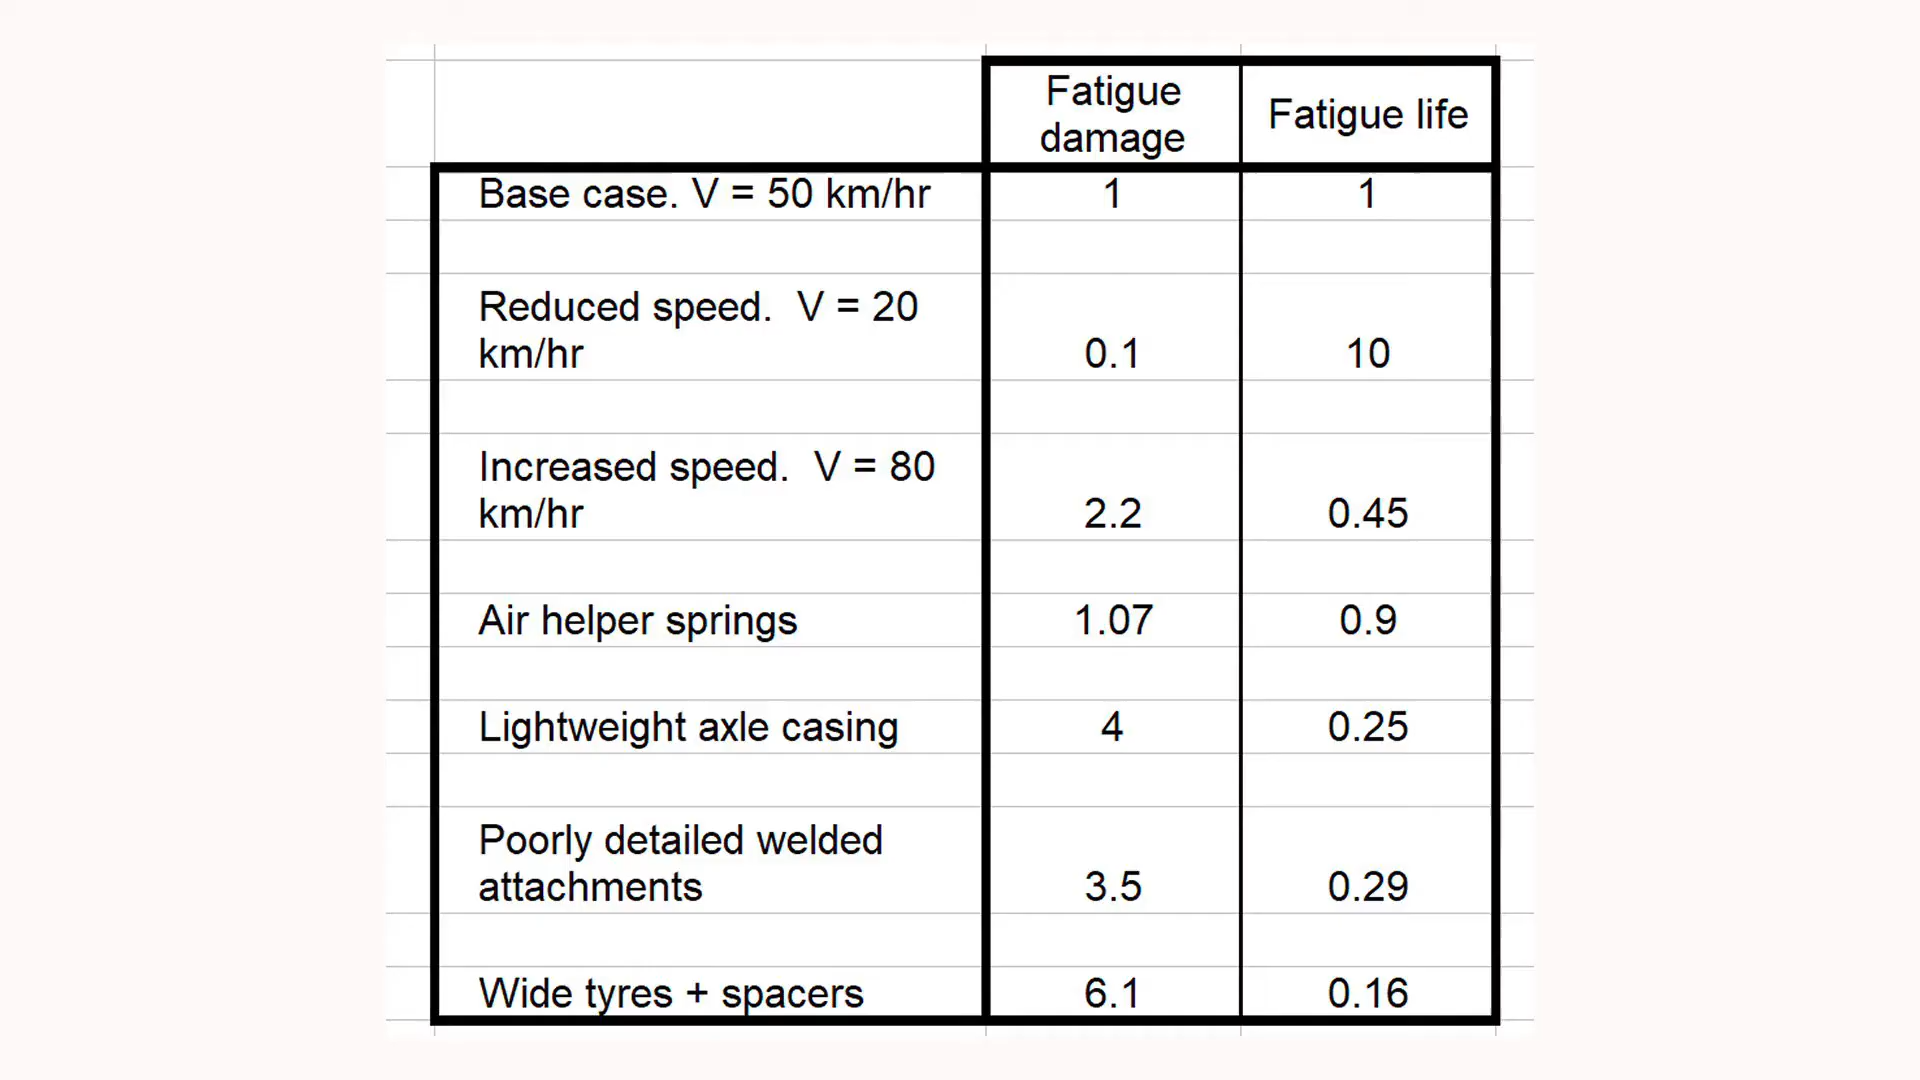 Fatigue
damage
Fatigue life
Base case. V = 50 km/hr
1
1
Reduced speed.  V = 20
km/hr
0.1
10
Increased speed.  V = 80
km/hr
2.2
0.45
Air helper springs
1.07
0.9
Lightweight axle casing
4
0.25
Poorly detailed welded
attachments
3.5
0.29
Wide tyres + spacers
6.1
0.16